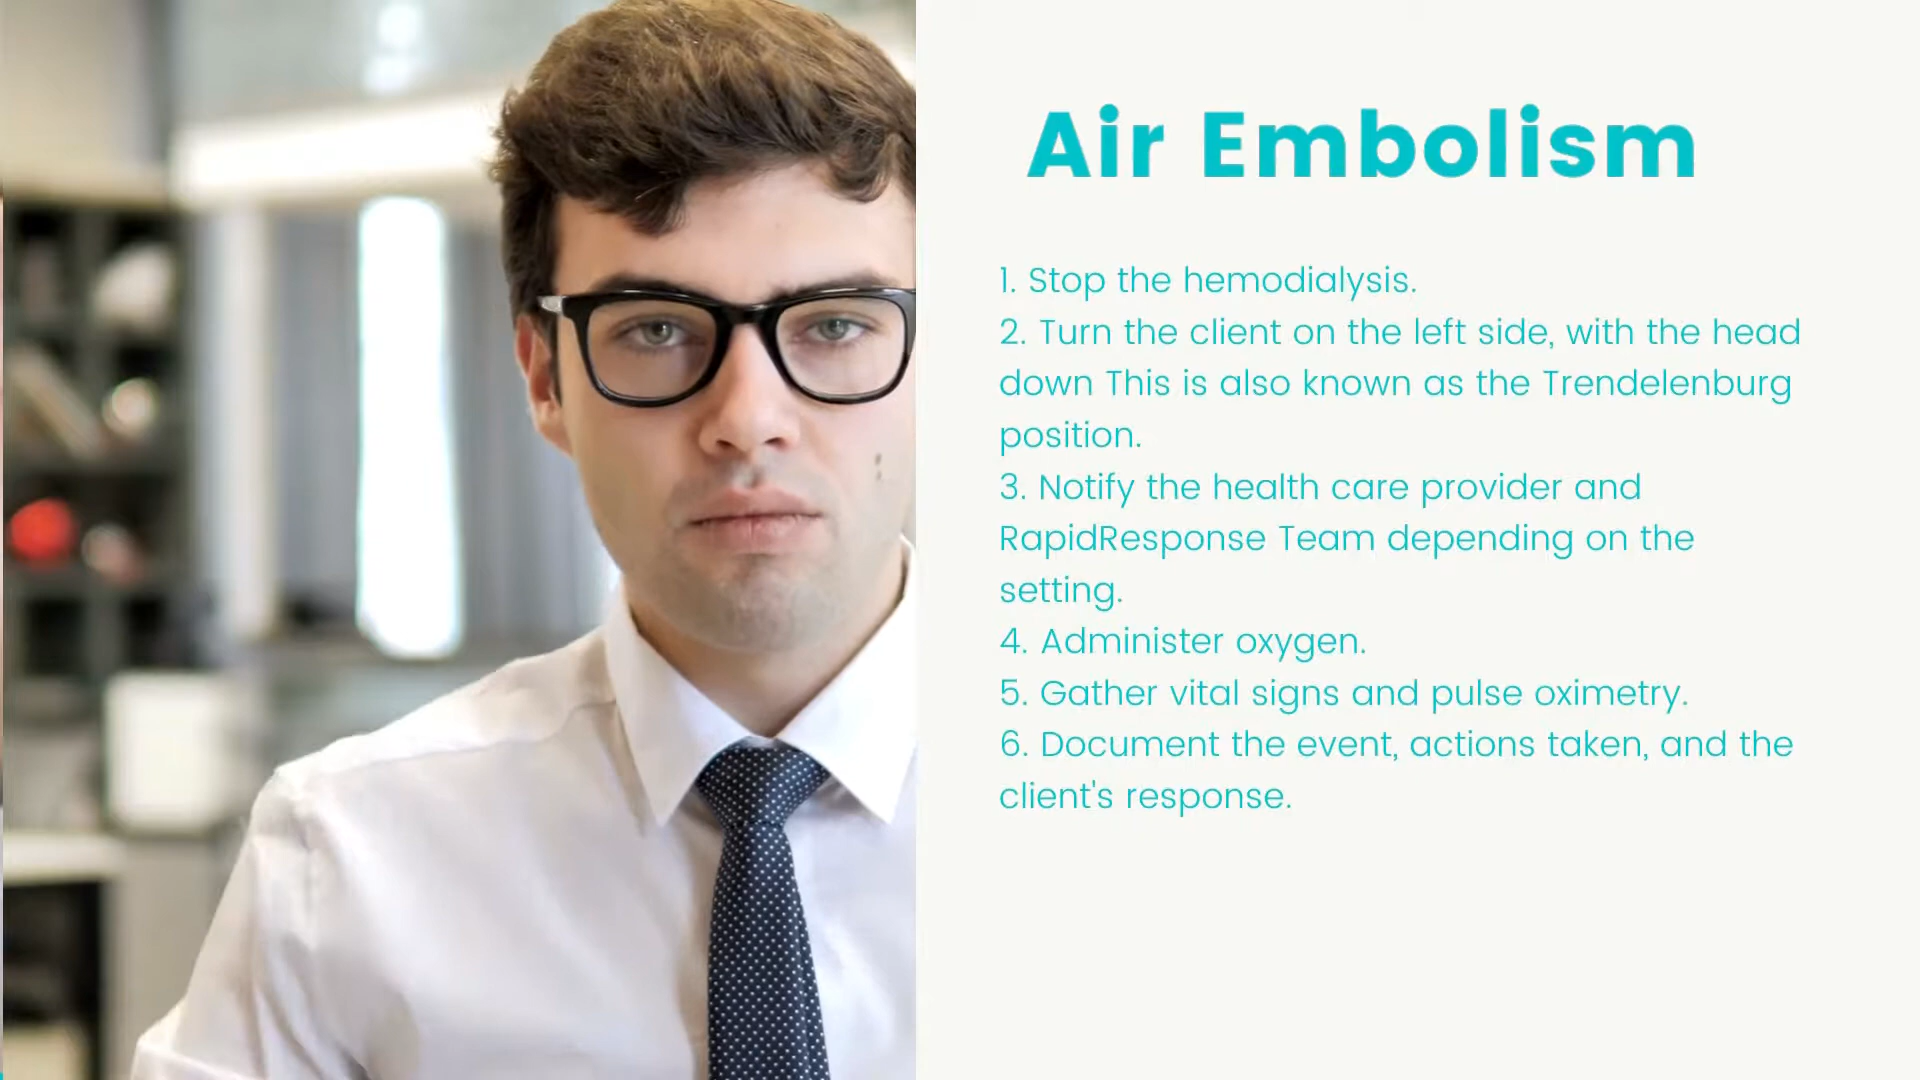 Air Embolism
1. Stop the hemodialysis.
2. Turn the client on the left side, with the head
down This is also known as the Trendelenburg
position.
3. Notify the health care provider and
RapidResponse Team depending on the
setting.
4. Administer oxygen.
5. Gather vital signs and pulse oximetry.
6. Document the event, actions taken, and the
client's response.